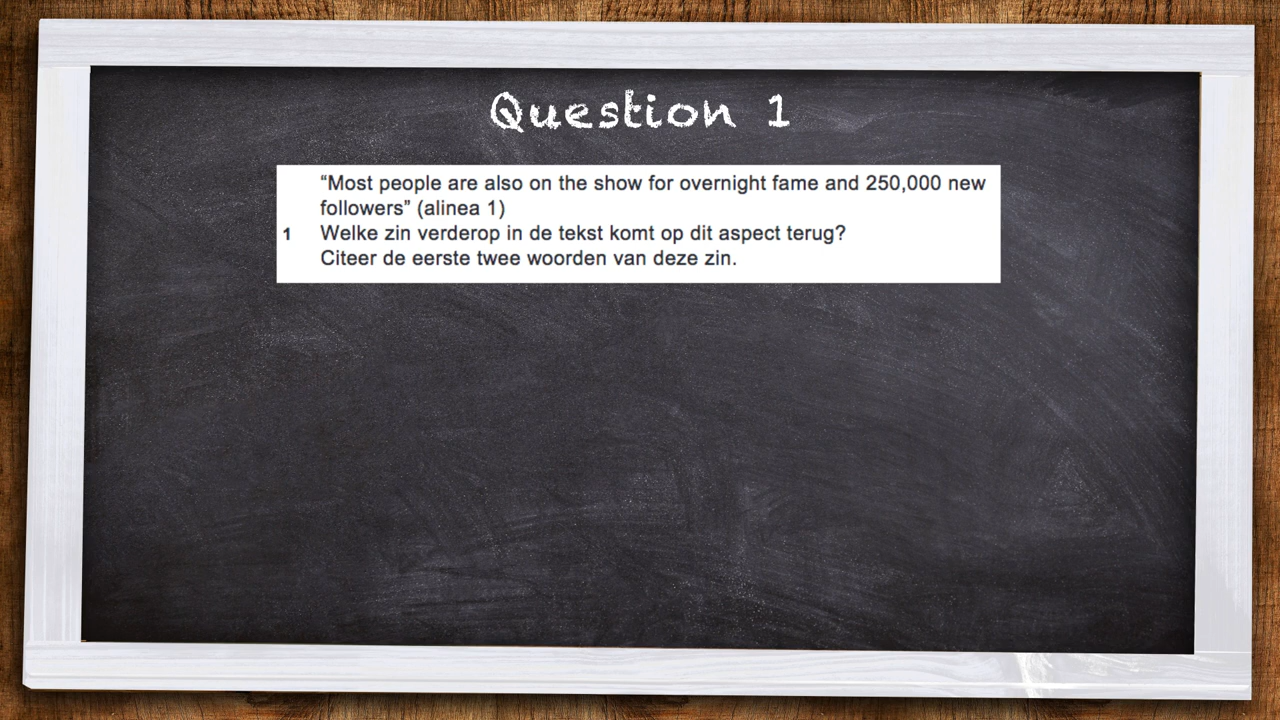 Question 1
“Most people are also on the show for overnight fame and 250,000 new
followers” (alinea 1)
1 Welke zin verderop in de tekst komt op dit aspect terug?
Citeer de eerste twee woorden van deze zin.